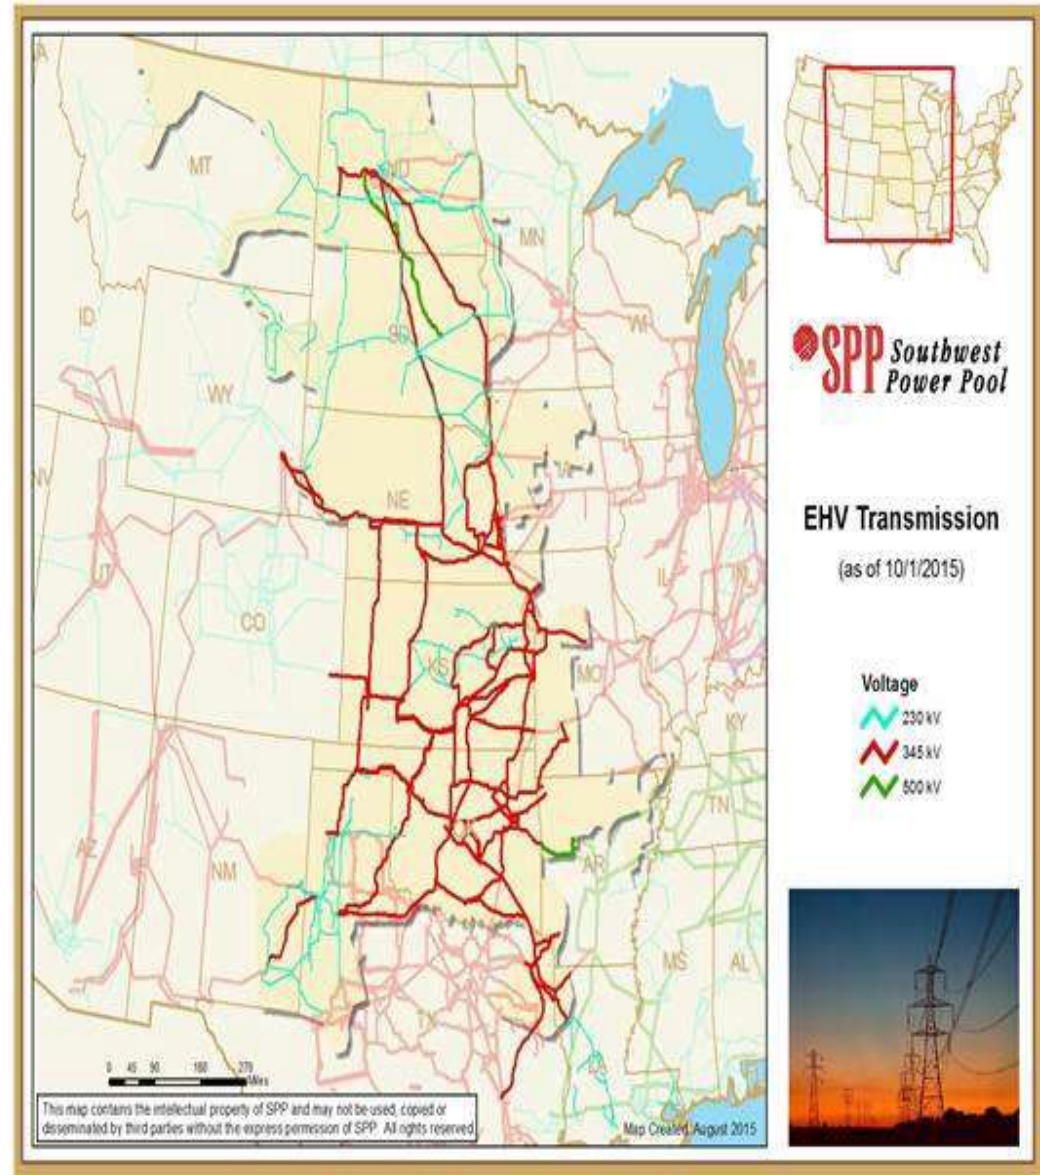 MT
ND
MN
ID
SD
WI
MI
WY
NV
NE
IA
UT
CO
IL
IN
KS
MO
KY
AZ
NM
OK
AR
TN
MS
AL
LA
0 45 90 180 270
Miles
This map contains the intellectual property of SPP and may not be used, copied or
disseminated by third parties without the express permission of SPP. All rights reserved.
Map Created: August 2015
SPP Southwest
Power Pool
EHV Transmission
(as of 10/1/2015)
Voltage
230 kV
345 kV
500 kV